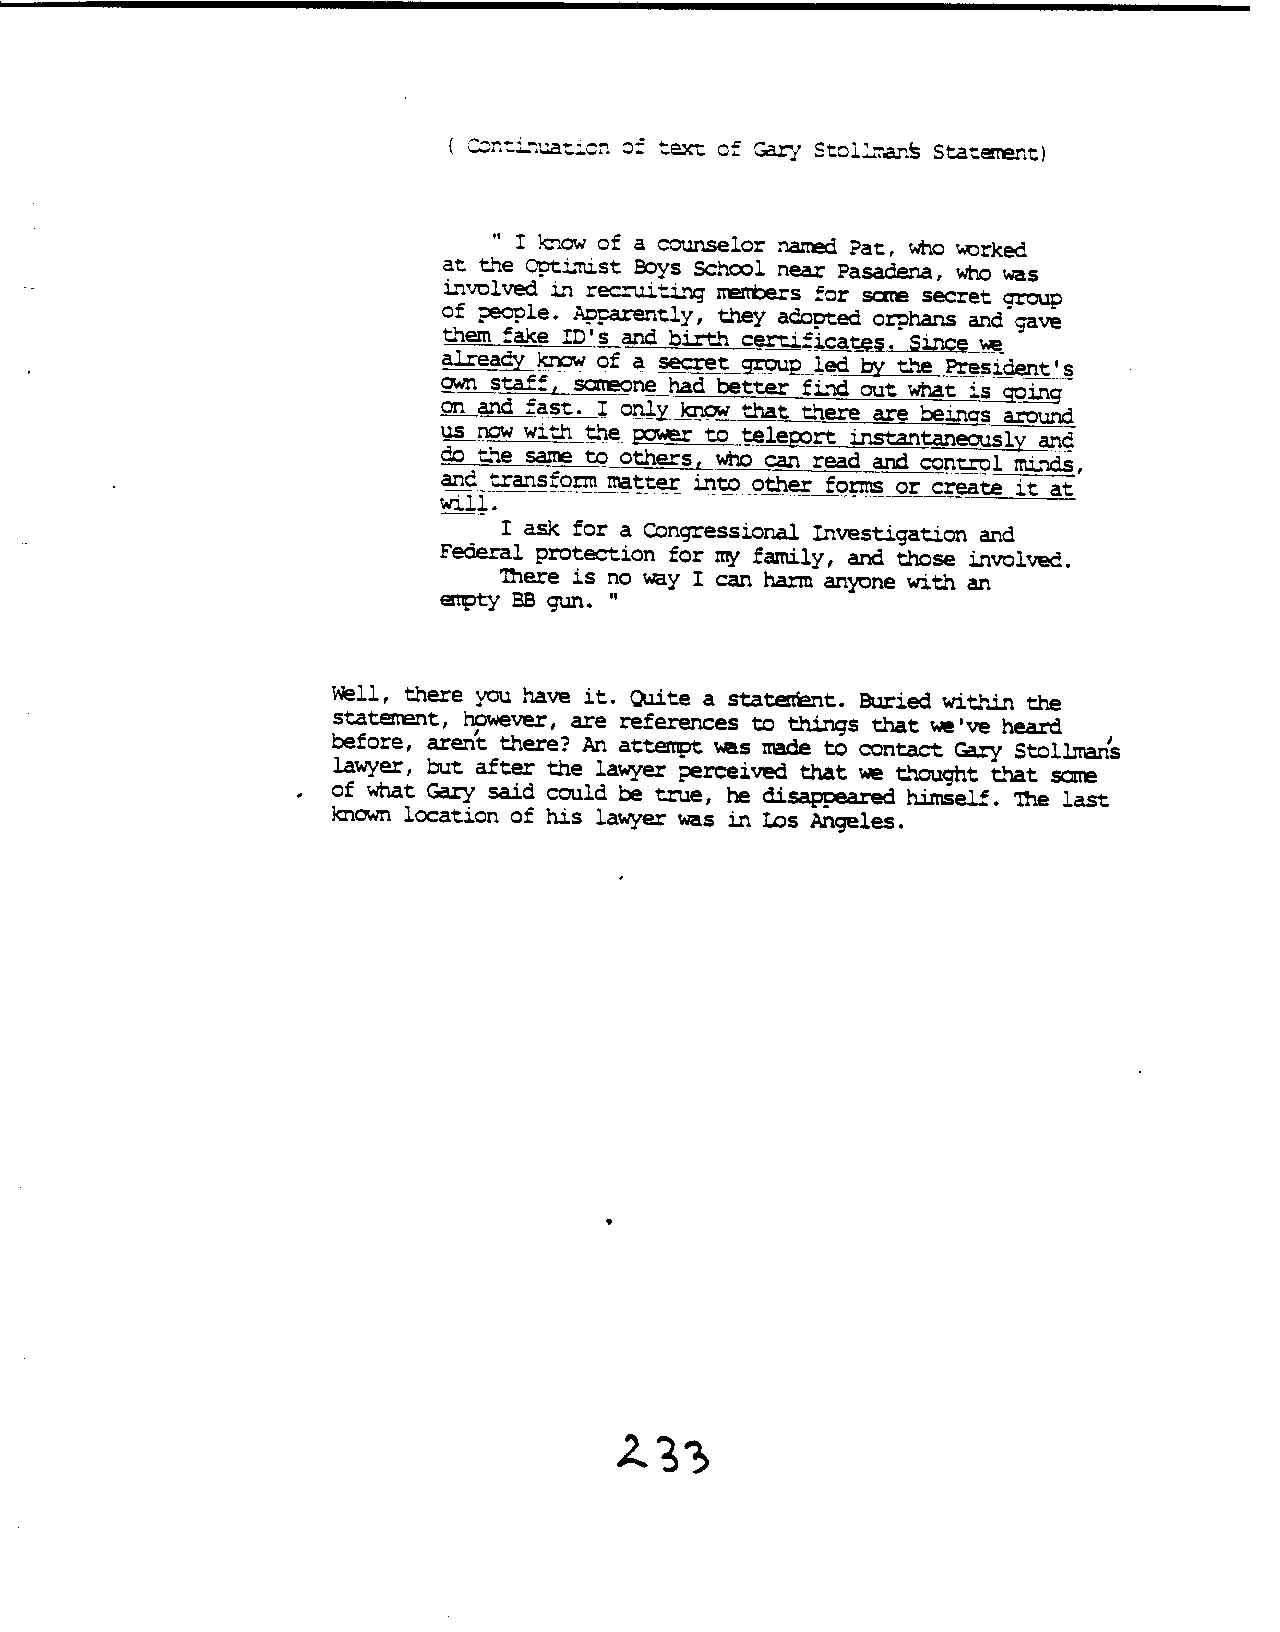 ( Continuation of text of Gary Stollman's Statement)
" I know of a counselor named Pat, who worked
at the Optimist Boys School near Pasadena, who was
involved in recruiting members for some secret group
of people. Apparently, they adopted orphans and gave
them fake ID's and birth certificates. Since we
already know of a secret group led by the President's
own staff, someone had better find out what is going
on and fast. I only know that there are beings around
us now with the power to teleport instantaneously and
do the same to others, who can read and control minds,
and transform matter into other forms or create it at
will.
I ask for a Congressional Investigation and
Federal protection for my family, and those involved.
There is no way I can harm anyone with an
empty BB gun. "
Well, there you have it. Quite a statement. Buried within the
statement, however, are references to things that we've heard
before, aren't there? An attempt was made to contact Gary Stollman's
lawyer, but after the lawyer perceived that we thought that some
of what Gary said could be true, he disappeared himself. The last
known location of his lawyer was in Los Angeles.
233